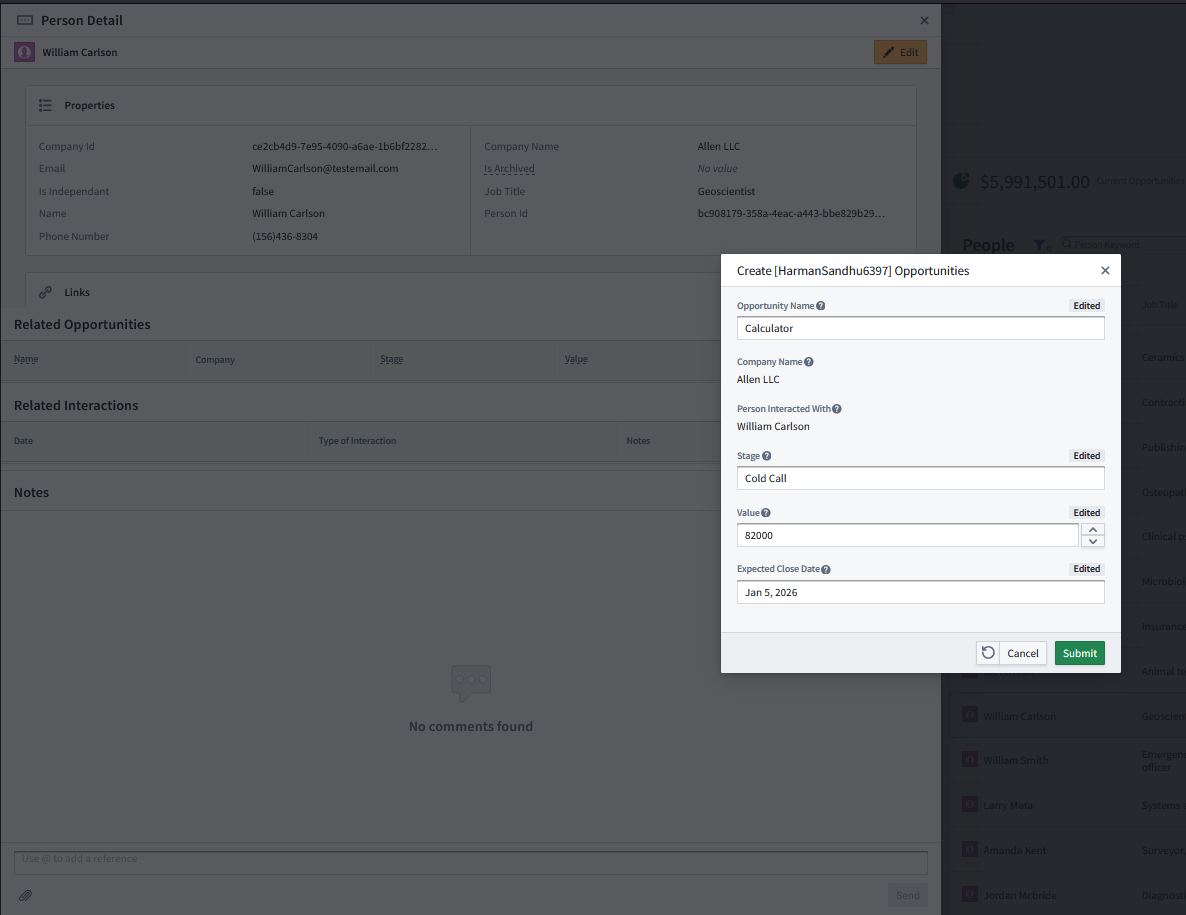 Person Detail
William Carlson
Edit
Properties
Company Id ce2cb4d9-7e95-4090-a6ae-1b6bf2282...
Email WilliamCarlson@testemail.com
Is Independant false
Name William Carlson
Phone Number (156)436-8304
Company Name Allen LLC
Is Archived No value
Job Title Geoscientist
Person Id bc908179-358a-4eac-a443-bbe829b29...
Links
Related Opportunities
Name Company Stage Value
Related Interactions
Date Type of Interaction Notes
Notes
No comments found
Use @ to add a reference
Send
$5,991,501.00 Current Opportunities
People
Person Keyword
Job Title
Ceramics
Contracti
Publishin
Osteopat
Clinical p
Microbiol
Insurance
Animal te
William Carlson Geoscien
William Smith Emergenc
officer
Larry Mata Systems a
Amanda Kent Surveyor,
Jordan Mcbride Diagnost
Create [HarmanSandhu6397] Opportunities
Opportunity Name Edited
Calculator
Company Name
Allen LLC
Person Interacted With
William Carlson
Stage Edited
Cold Call
Value Edited
82000
Expected Close Date Edited
Jan 5, 2026
Cancel Submit